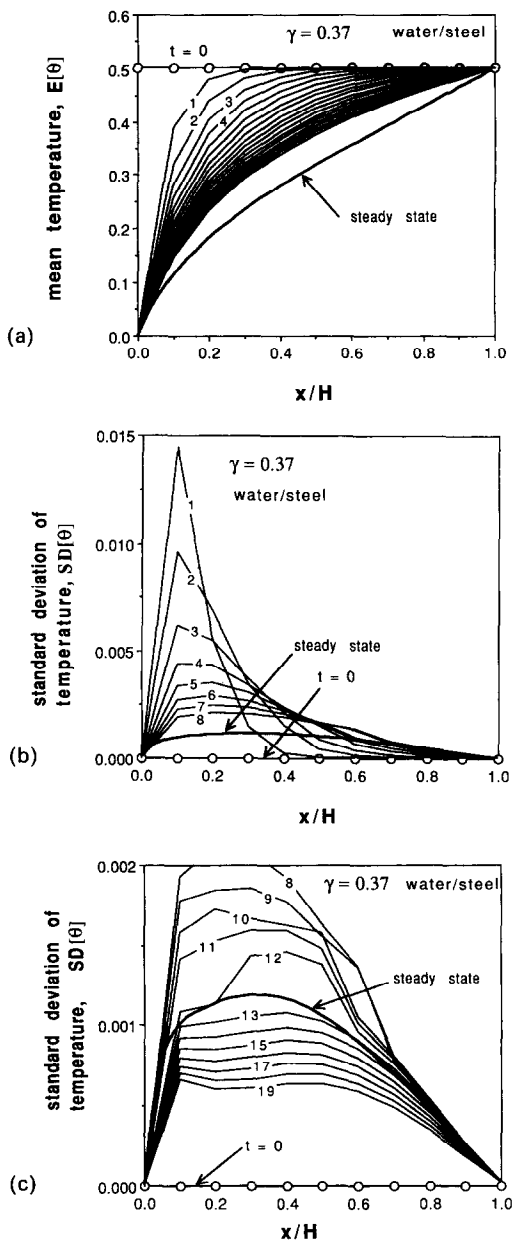 0.6
γ = 0.37 water/steel
t = 0
0.5
1
2
3
4
0.4
0.3
0.2
0.1
0.0
mean temperature, E[θ]
steady state
(a)
0.0 0.2 0.4 0.6 0.8 1.0
x/H
0.015
γ = 0.37
water/steel
1
0.010
2
3
steady state
t = 0
0.005
4
5
6
7
8
0.000
standard deviation of
temperature, SD[θ]
(b)
0.0 0.2 0.4 0.6 0.8 1.0
x/H
0.002
8
γ = 0.37 water/steel
9
10
11
12
steady state
0.001
13
15
17
19
t = 0
0.000
standard deviation of
temperature, SD[θ]
(c)
0.0 0.2 0.4 0.6 0.8 1.0
x/H